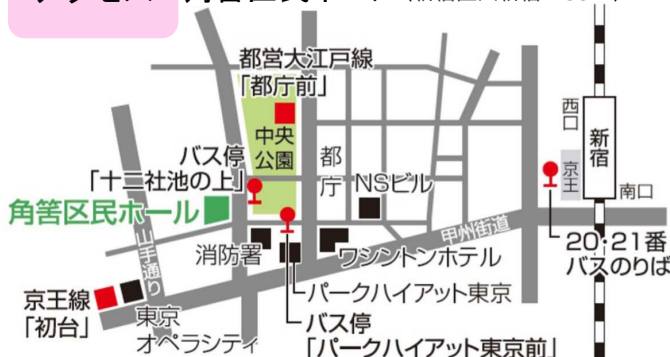 都営大江戸線
「都庁前」
西口
新宿
中央
公園
都庁
バス停
「十二社池の上」
NSビル
京王
南口
角筈区民ホール
甲州街道
20・21番
バスのりば
山手通り
消防署
ワシントンホテル
京王線
「初台」
パークハイアット東京
東京
オペラシティ
バス停
「パークハイアット東京前」